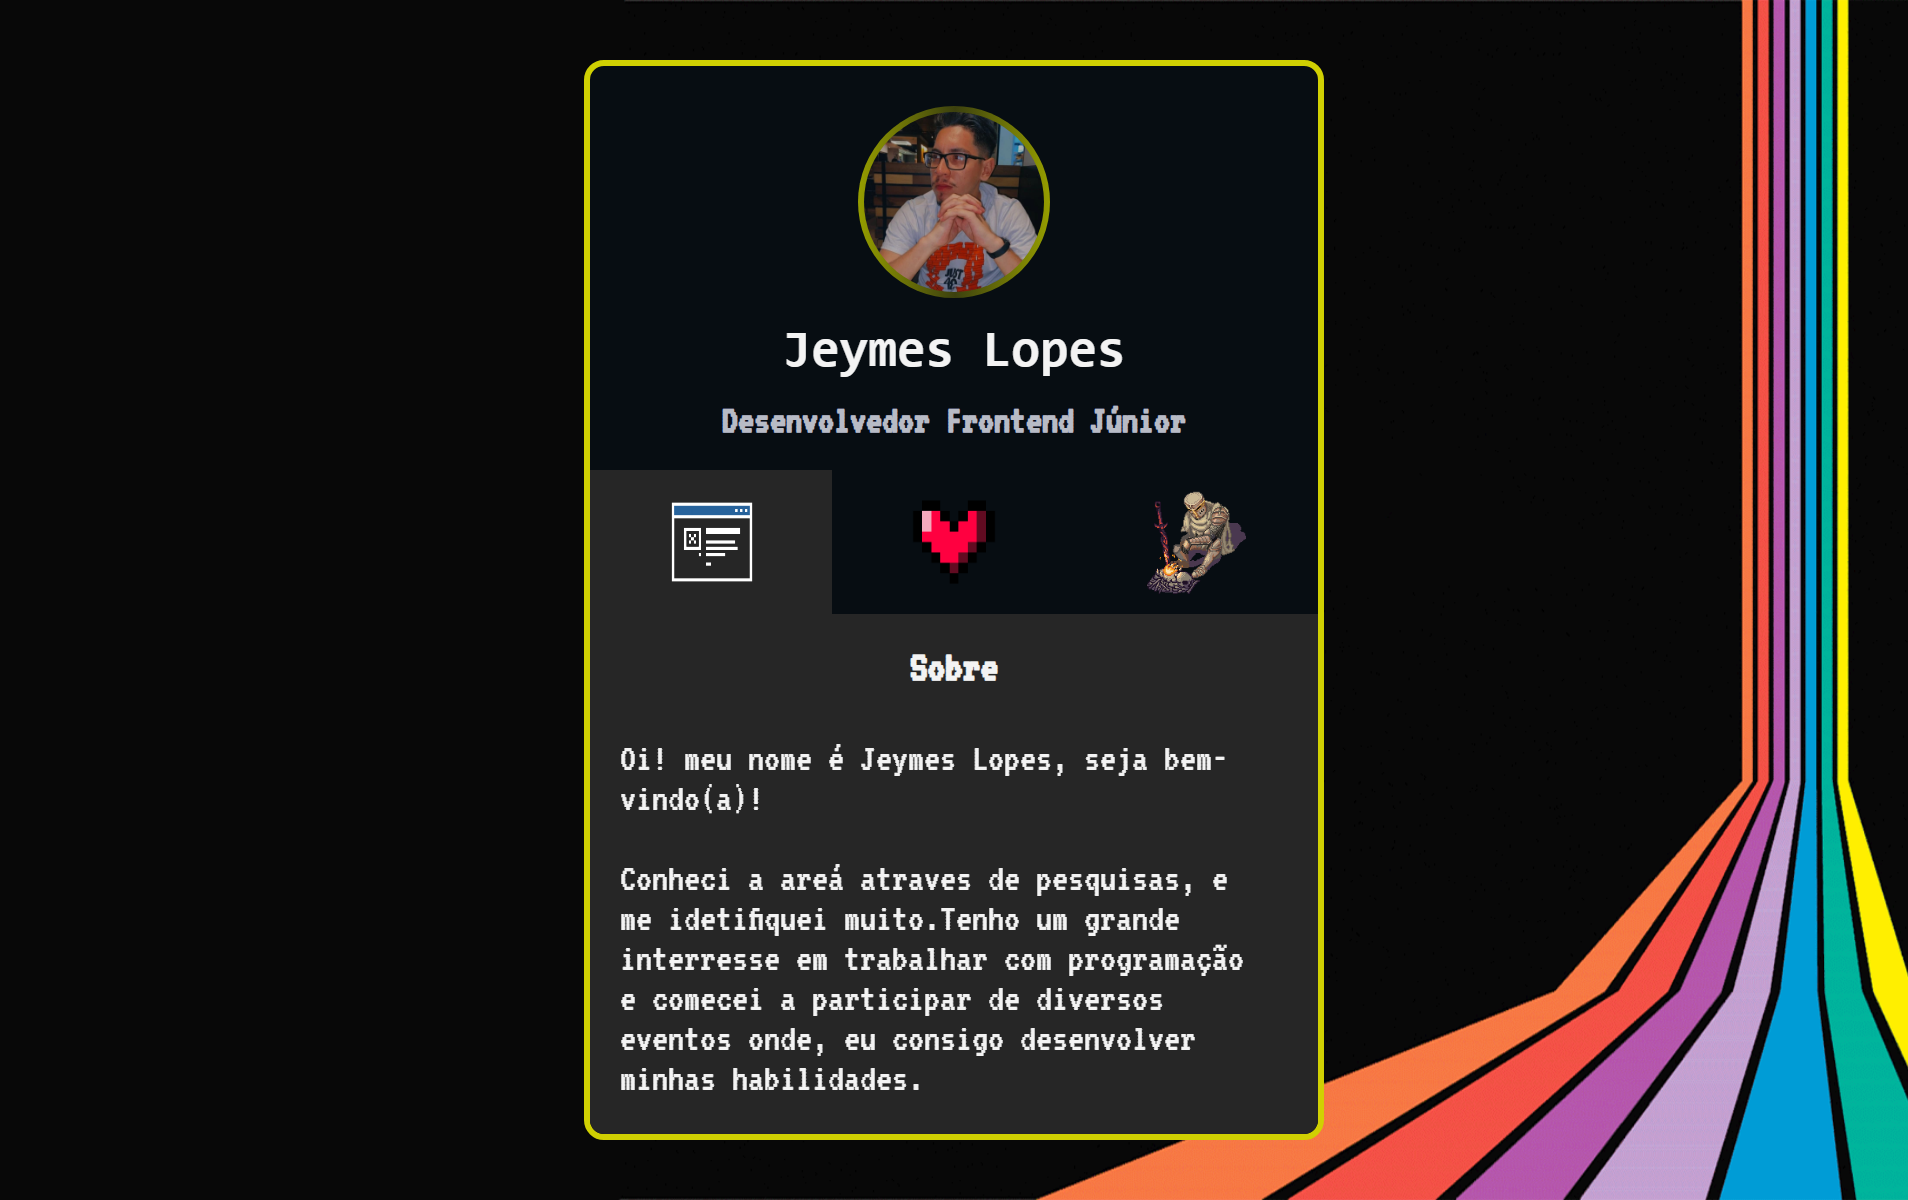 JUST
Jeymes Lopes
Desenvolvedor Frontend Júnior
Sobre
Oi! meu nome é Jeymes Lopes, seja bem-
vindo(a)!
Conheci a areá atraves de pesquisas, e
me idetifiquei muito.Tenho um grande
interresse em trabalhar com programação
e comecei a participar de diversos
eventos onde, eu consigo desenvolver
minhas habilidades.